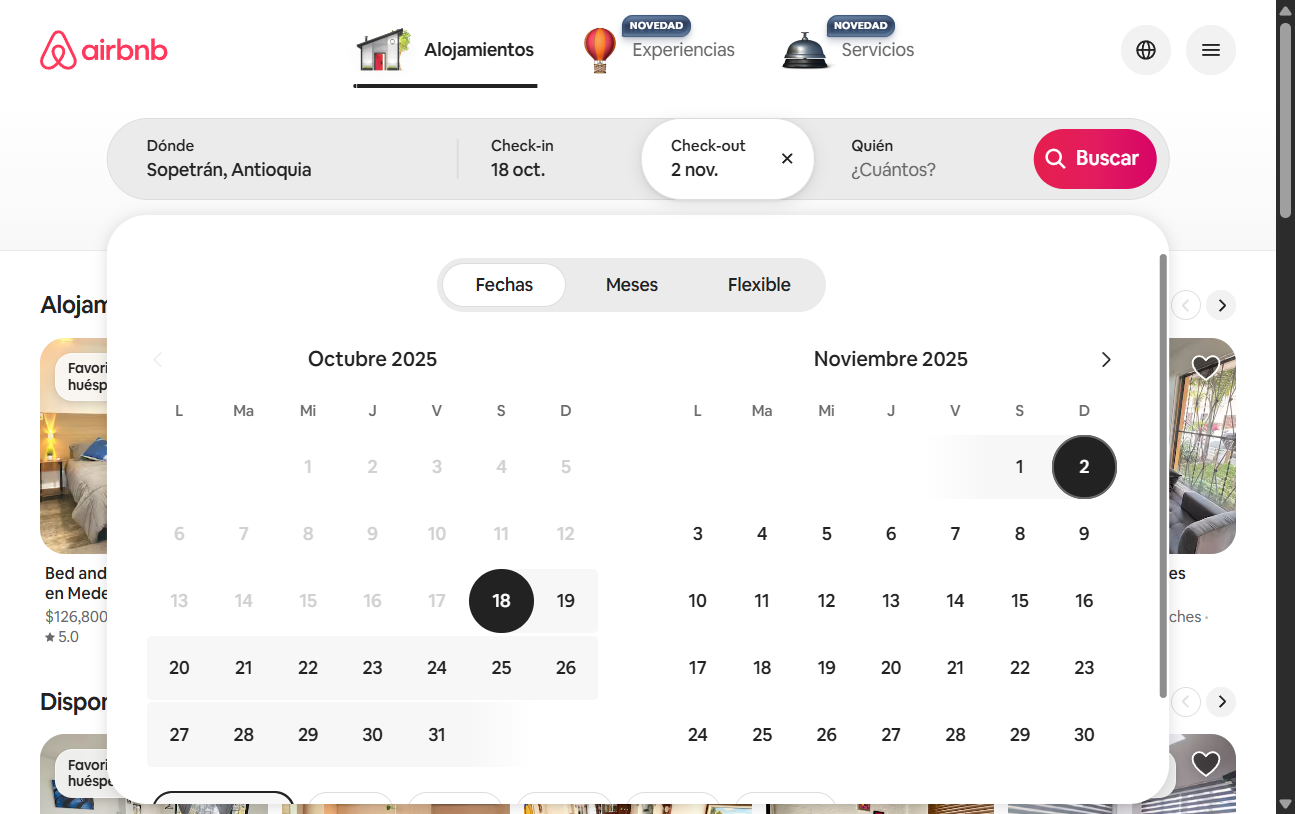 airbnb
Alojamientos
NOVEDAD
Experiencias
NOVEDAD
Servicios
Dónde
Sopetrán, Antioquia
Check-in
18 oct.
Check-out
2 nov.
Quién
¿Cuántos?
Buscar
Fechas
Meses
Flexible
Octubre 2025
L Ma Mi J V S D
1 2 3 4 5
6 7 8 9 10 11 12
13 14 15 16 17 18 19
20 21 22 23 24 25 26
27 28 29 30 31
Noviembre 2025
L Ma Mi J V S D
1 2
3 4 5 6 7 8 9
10 11 12 13 14 15 16
17 18 19 20 21 22 23
24 25 26 27 28 29 30
Alojam
Favori
huésp
Bed and
en Mede
$126,800
5.0
es
ches ·
Dispon
Favori
huéspe